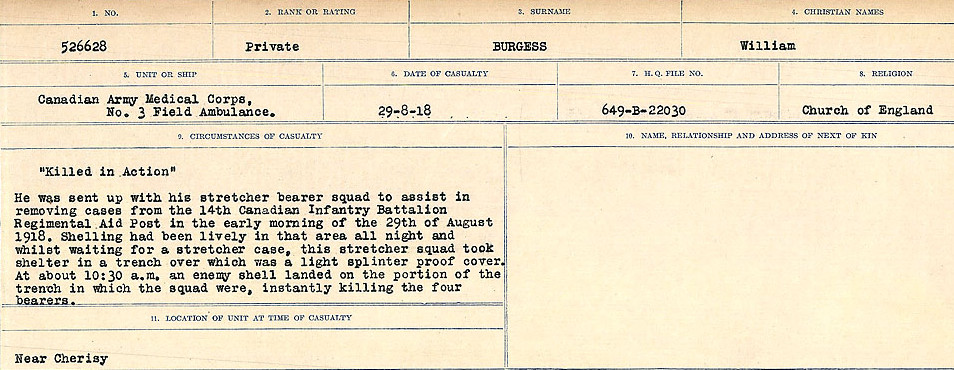 1. NO.
2. RANK OR RATING
3. SURNAME
4. CHRISTIAN NAMES
526628
Private
BURGESS
William
5. UNIT OR SHIP
6. DATE OF CASUALTY
7. H.Q. FILE NO.
8. RELIGION
Canadian Army Medical Corps,
No. 3 Field Ambulance.
29-8-18
649-B-22030
Church of England
9. CIRCUMSTANCES OF CASUALTY
10. NAME, RELATIONSHIP AND ADDRESS OF NEXT OF KIN
"Killed in Action"
He was sent up with his stretcher bearer squad to assist in
removing cases from the 14th Canadian Infantry Battalion
Regimental Aid Post in the early morning of the 29th of August
1918. Shelling had been lively in that area all night and
whilst waiting for a stretcher case, this stretcher squad took
shelter in a trench over which was a light splinter proof cover.
At about 10:30 a.m. an enemy shell landed on the portion of the
trench in which the squad were, instantly killing the four
bearers.
11. LOCATION OF UNIT AT TIME OF CASUALTY
Near Cherisy